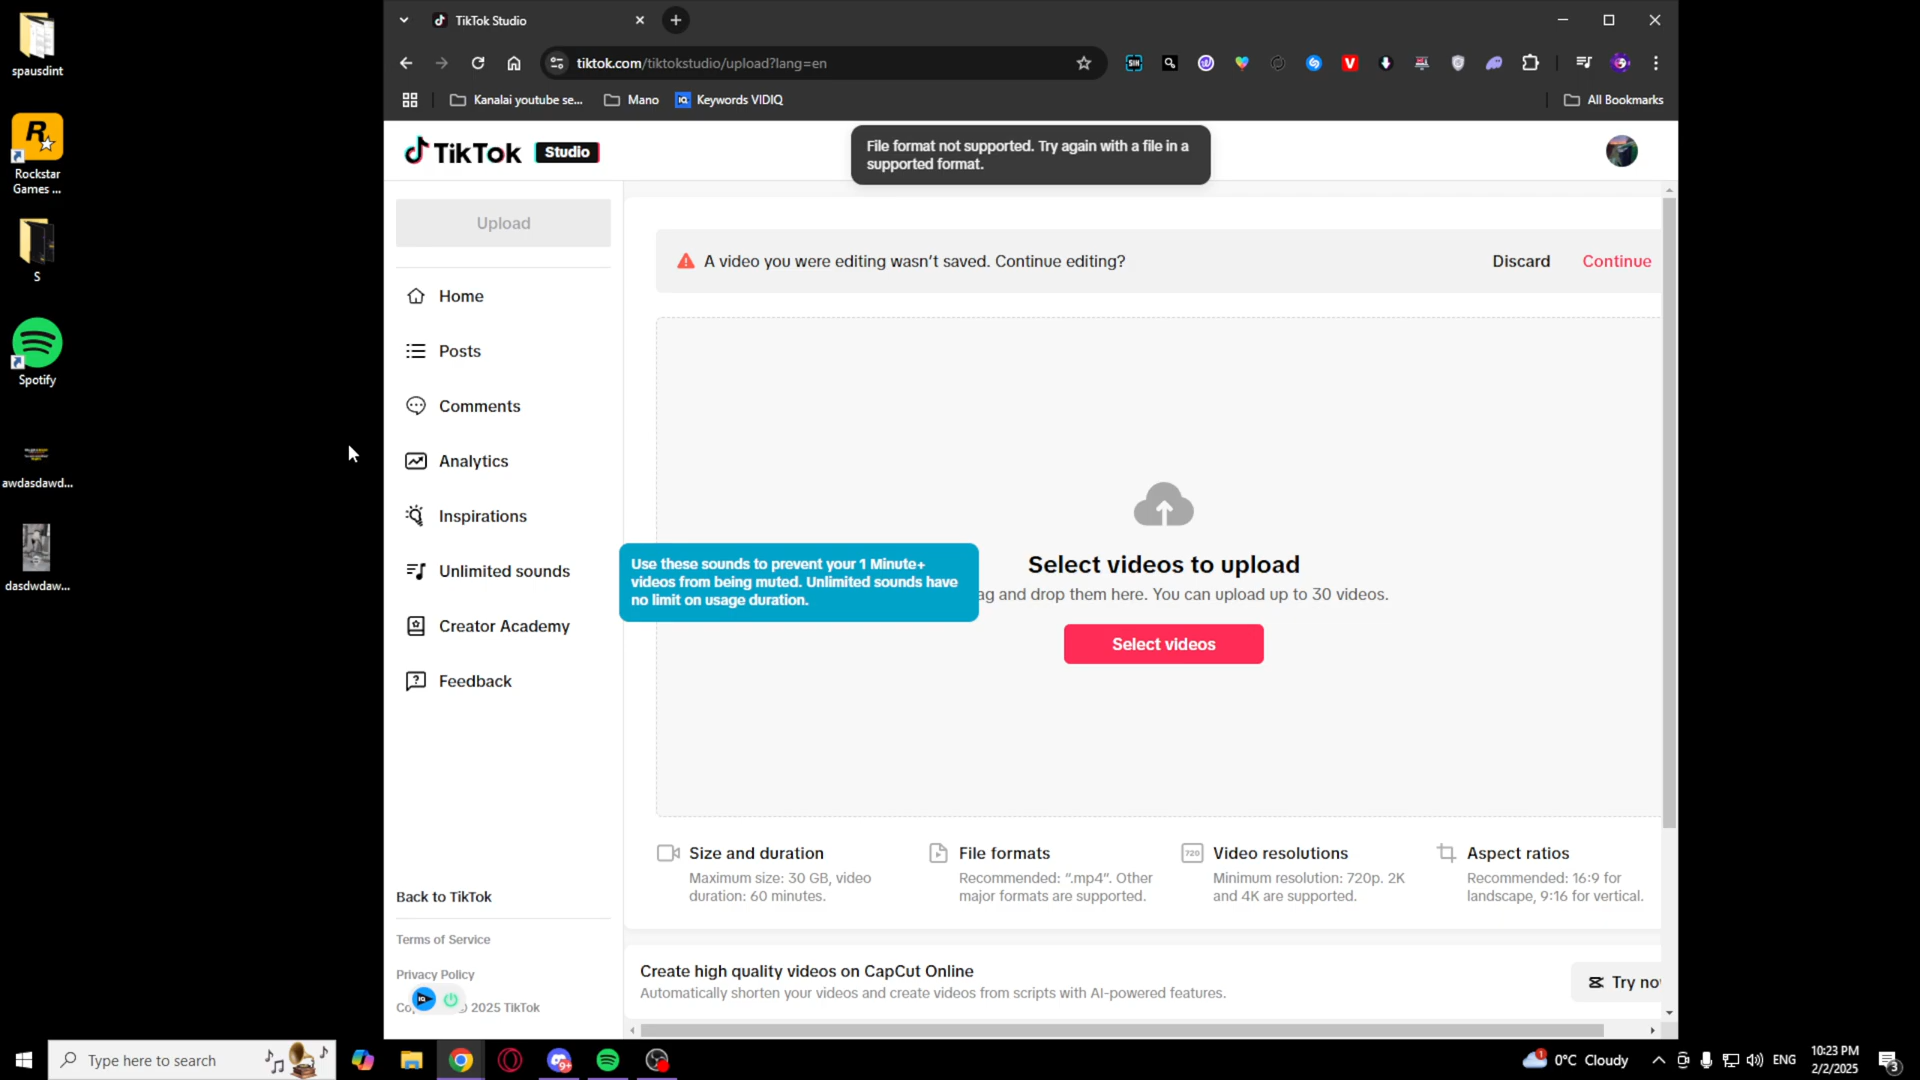 spausdint
Rockstar
Games ...
S
Spotify
awdasdawd...
dasdwdaw...
TikTok Studio
tiktok.com/tiktokstudio/upload?lang=en
Kanalai youtube se...
Mano
Keywords VIDIQ
All Bookmarks
TikTok Studio
File format not supported. Try again with a file in a
supported format.
Upload
A video you were editing wasn't saved. Continue editing?
Discard
Continue
Home
Posts
Comments
Analytics
Inspirations
Unlimited sounds
Creator Academy
Feedback
Use these sounds to prevent your 1 Minute+
videos from being muted. Unlimited sounds have
no limit on usage duration.
Select videos to upload
ag and drop them here. You can upload up to 30 videos.
Select videos
Size and duration
Maximum size: 30 GB, video
duration: 60 minutes.
File formats
Recommended: “.mp4”. Other
major formats are supported.
Video resolutions
Minimum resolution: 720p. 2K
and 4K are supported.
Aspect ratios
Recommended: 16:9 for
landscape, 9:16 for vertical.
Back to TikTok
Terms of Service
Privacy Policy
© 2025 TikTok
Create high quality videos on CapCut Online
Automatically shorten your videos and create videos from scripts with AI-powered features.
Try no
Type here to search
0°C Cloudy
ENG
10:23 PM
2/2/2025
3